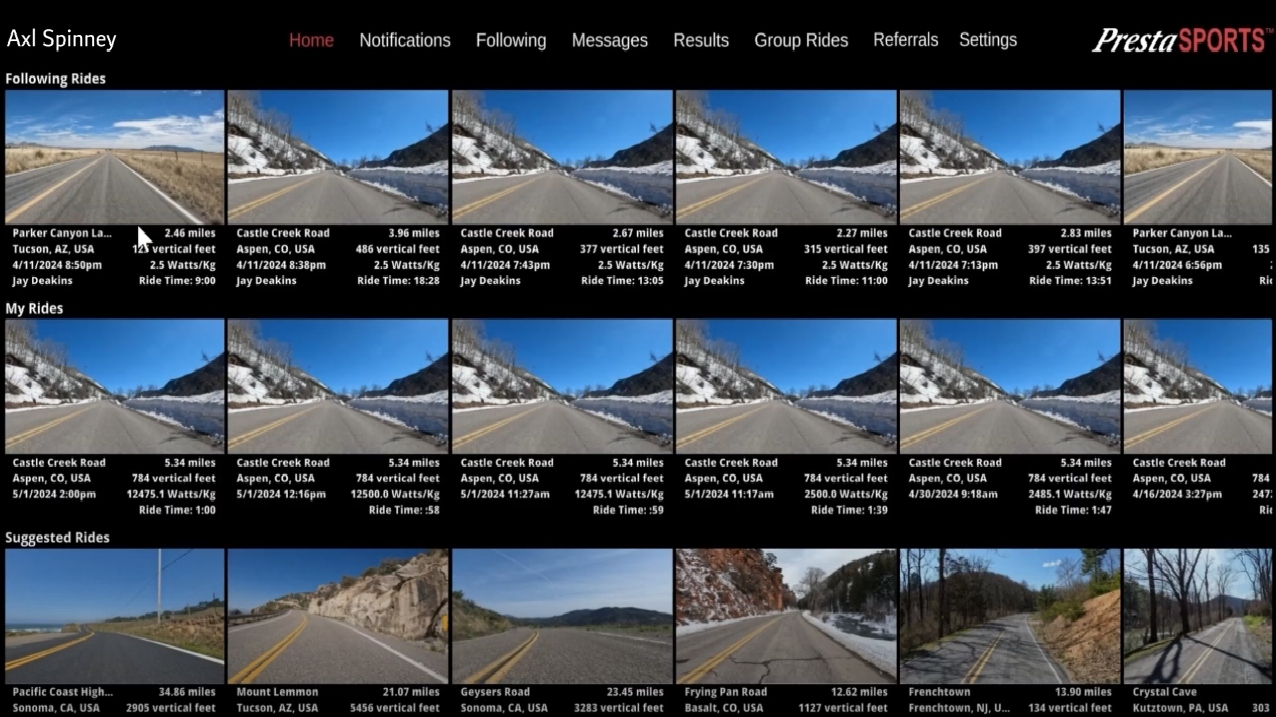 Axl Spinney Home Notifications Following Messages Results Group Rides Referrals Settings PrestaSPORTS™
Following Rides
Parker Canyon La... 2.46 miles Castle Creek Road 3.96 miles Castle Creek Road 2.67 miles Castle Creek Road 2.27 miles Castle Creek Road 2.83 miles Parker Canyon La...
Tucson, AZ, USA vertical feet Aspen, CO, USA 486 vertical feet Aspen, CO, USA 377 vertical feet Aspen, CO, USA 315 vertical feet Aspen, CO, USA 397 vertical feet Tucson, AZ, USA 135
4/11/2024 8:50pm 2.5 Watts/Kg 4/11/2024 8:38pm 2.5 Watts/Kg 4/11/2024 7:43pm 2.5 Watts/Kg 4/11/2024 7:30pm 2.5 Watts/Kg 4/11/2024 7:13pm 2.5 Watts/Kg 4/11/2024 6:56pm
Jay Deakins Ride Time: 9:00 Jay Deakins Ride Time: 18:28 Jay Deakins Ride Time: 13:05 Jay Deakins Ride Time: 11:00 Jay Deakins Ride Time: 13:51 Jay Deakins
My Rides
Castle Creek Road 5.34 miles Castle Creek Road 5.34 miles Castle Creek Road 5.34 miles Castle Creek Road 5.34 miles Castle Creek Road 5.34 miles Castle Creek Road
Aspen, CO, USA 784 vertical feet Aspen, CO, USA 784 vertical feet Aspen, CO, USA 784 vertical feet Aspen, CO, USA 784 vertical feet Aspen, CO, USA 784 vertical feet Aspen, CO, USA 784
5/1/2024 2:00pm 12475.1 Watts/Kg 5/1/2024 12:16pm 12500.0 Watts/Kg 5/1/2024 11:27am 12475.1 Watts/Kg 5/1/2024 11:17am 2500.0 Watts/Kg 4/30/2024 9:18am 2485.1 Watts/Kg 4/16/2024 3:27pm 247
Ride Time: 1:00 Ride Time: :58 Ride Time: :59 Ride Time: 1:39 Ride Time: 1:47
Suggested Rides
Pacific Coast High... 34.86 miles Mount Lemmon 21.07 miles Geysers Road 23.45 miles Frying Pan Road 12.62 miles Frenchtown 13.90 miles Crystal Cave
Sonoma, CA, USA 2905 vertical feet Tucson, AZ, USA 5456 vertical feet Sonoma, CA, USA 3283 vertical feet Basalt, CO, USA 1127 vertical feet Frenchtown, NJ, U... 134 vertical feet Kutztown, PA, USA 303